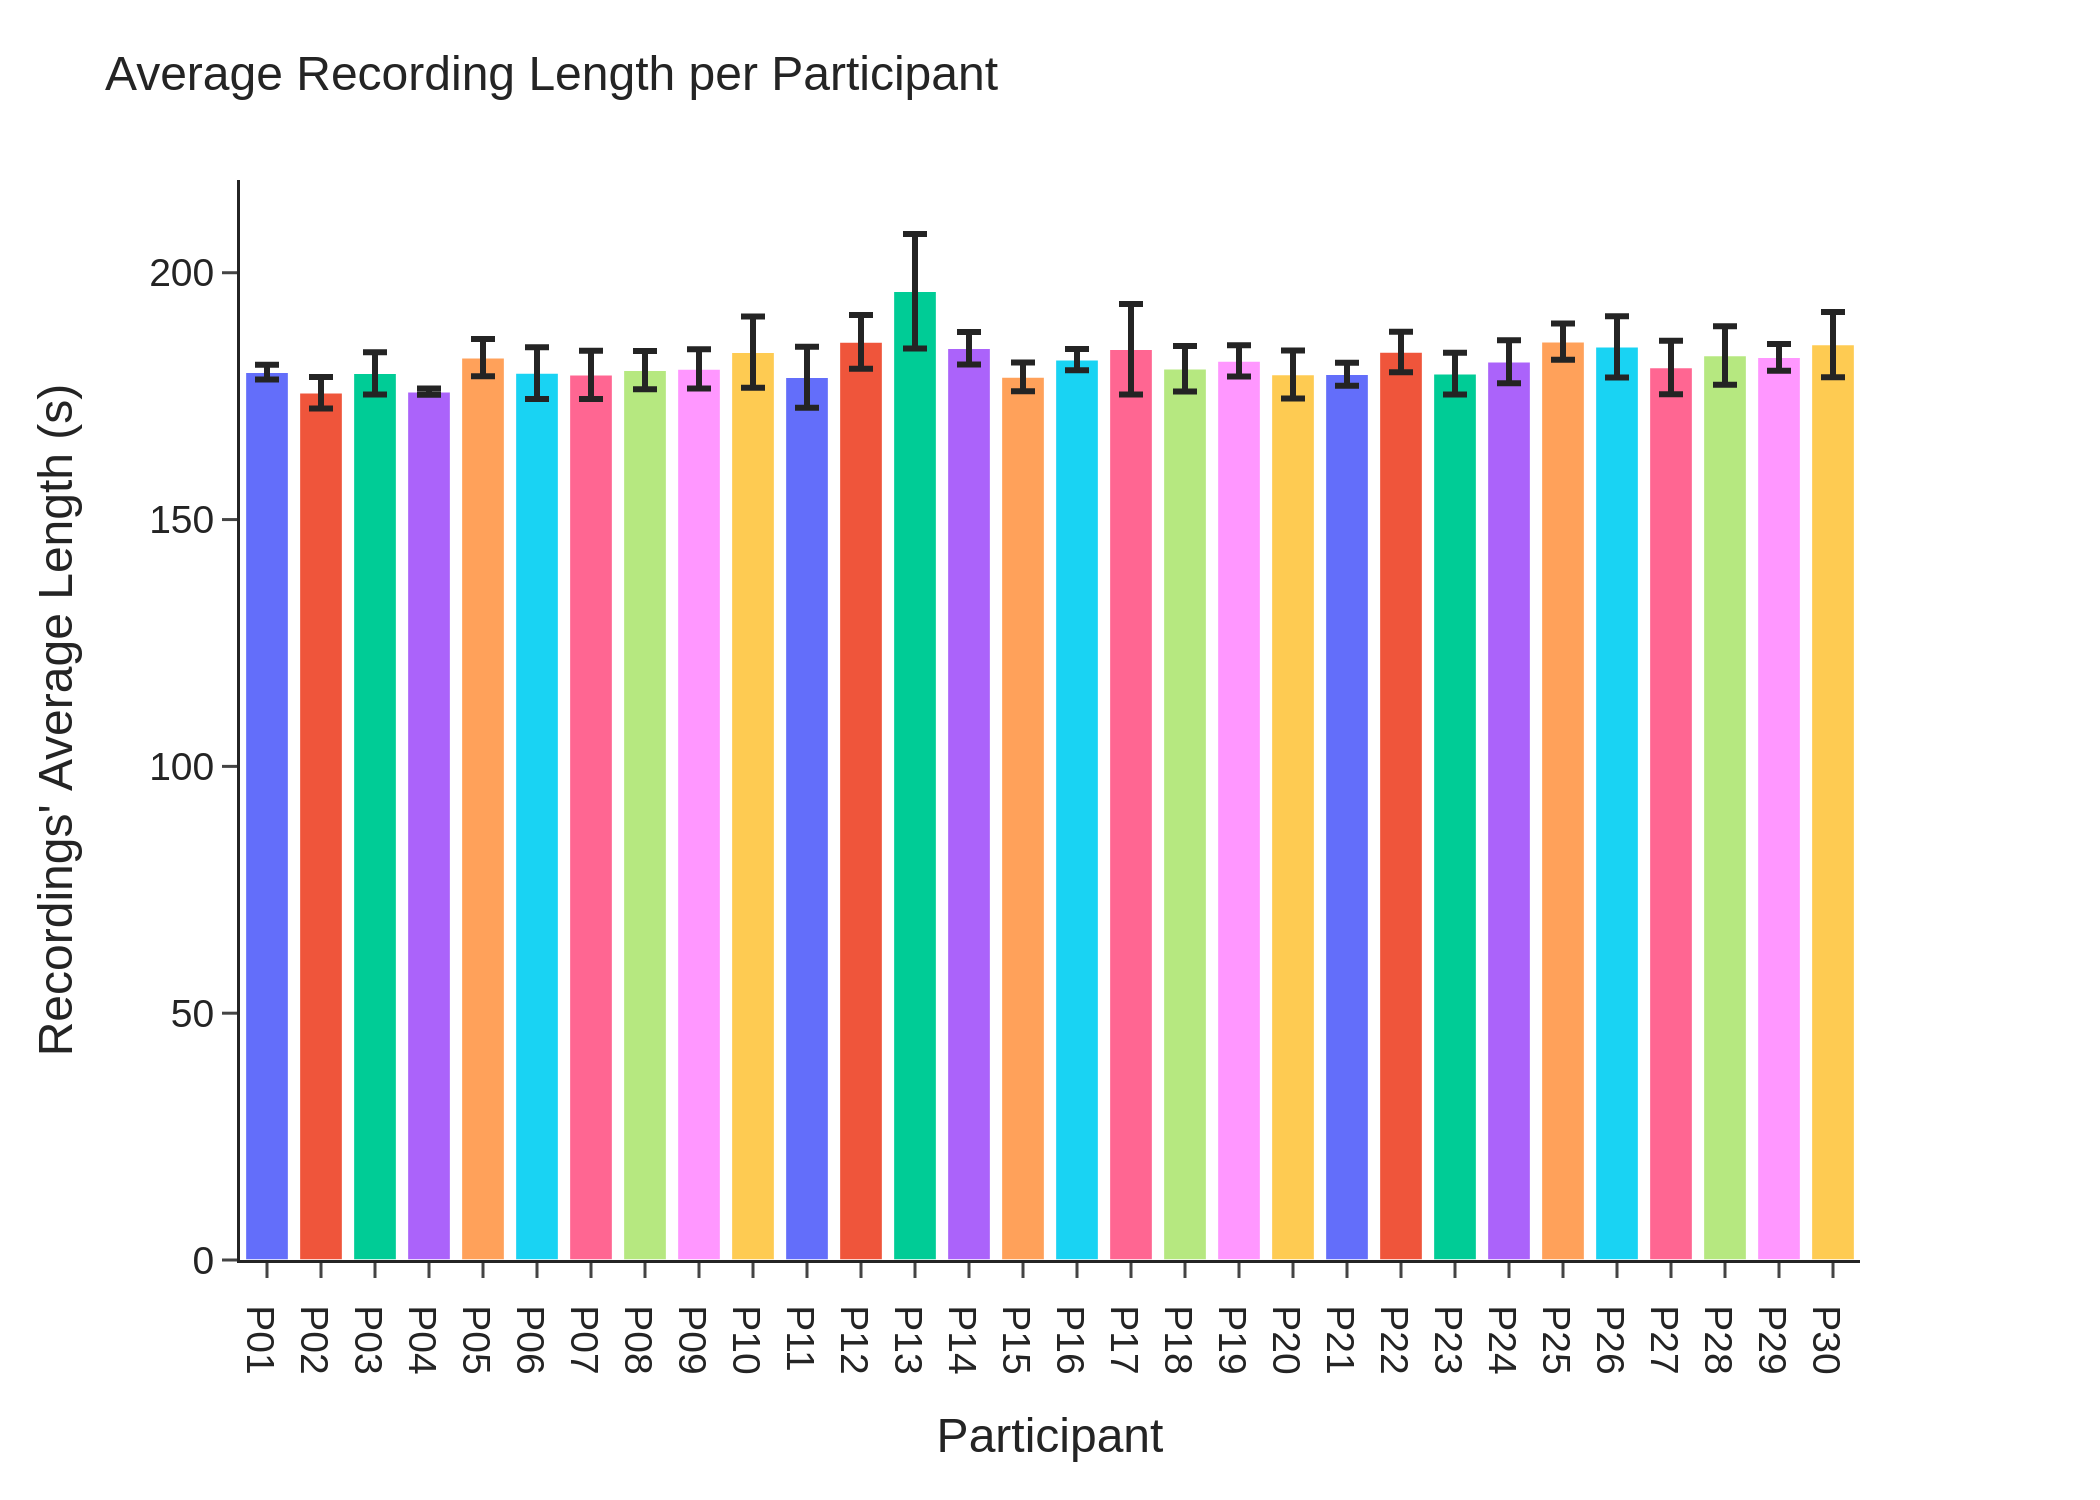 Average Recording Length per Participant
Recordings' Average Length (s)
200
150
100
50
0
P01 P02 P03 P04 P05 P06 P07 P08 P09 P10 P11 P12 P13 P14 P15 P16 P17 P18 P19 P20 P21 P22 P23 P24 P25 P26 P27 P28 P29 P30
Participant